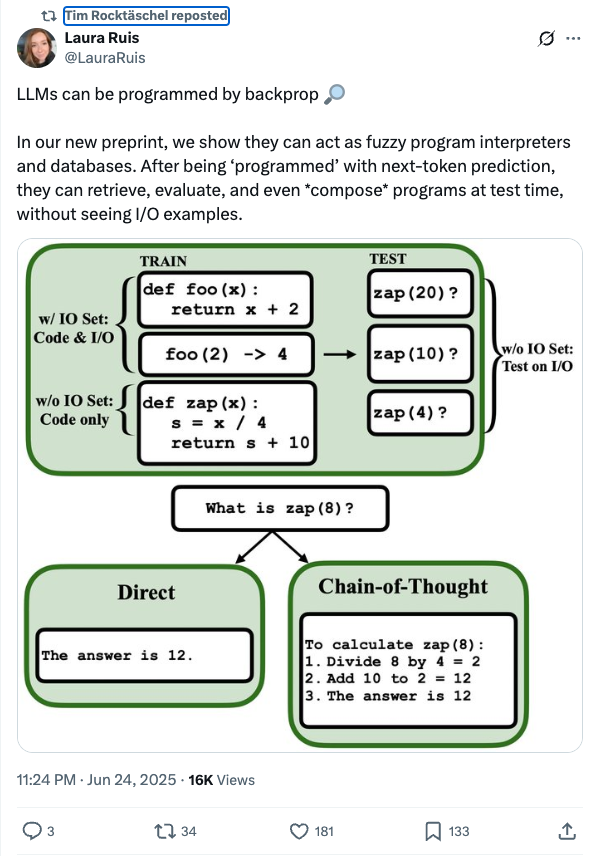 Tim Rocktäschel reposted
Laura Ruis
@LauraRuis
LLMs can be programmed by backprop 🔎
In our new preprint, we show they can act as fuzzy program interpreters
and databases. After being ‘programmed’ with next-token prediction,
they can retrieve, evaluate, and even *compose* programs at test time,
without seeing I/O examples.
TRAIN
TEST
w/ IO Set:
Code & I/O
def foo(x):
return x + 2
foo(2) -> 4
w/o IO Set:
Code only
def zap(x):
s = x / 4
return s + 10
zap(20)?
zap(10)?
zap(4)?
w/o IO Set:
Test on I/O
What is zap(8)?
Direct
The answer is 12.
Chain-of-Thought
To calculate zap(8):
1. Divide 8 by 4 = 2
2. Add 10 to 2 = 12
3. The answer is 12
11:24 PM · Jun 24, 2025 · 16K Views
3 34 181 133